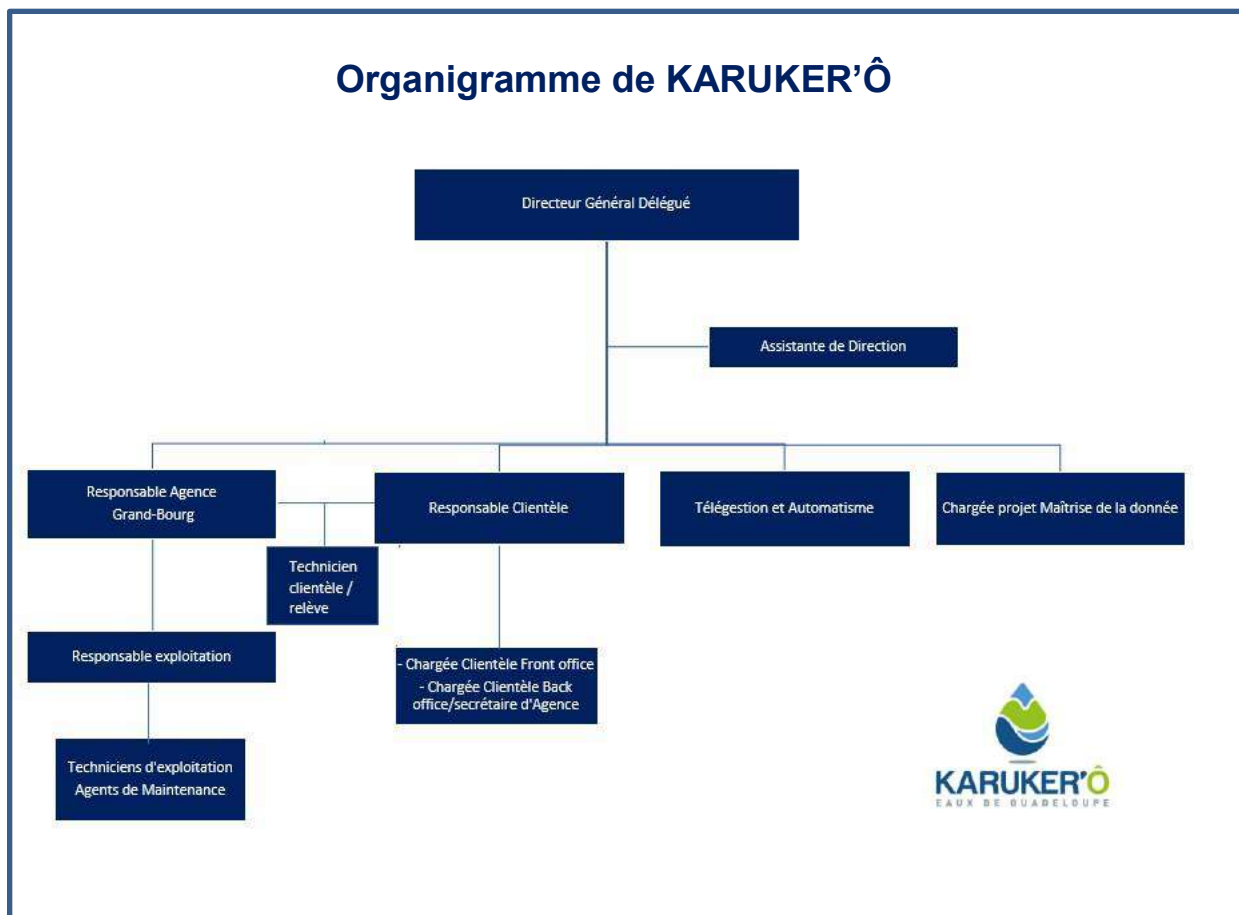 Organigramme de KARUKER'Ô
Directeur Général Délégué
Assistante de Direction
Responsable Agence
Grand-Bourg
Responsable Clientèle
Télégestion et Automatisme
Chargée projet Maîtrise de la donnée
Technicien
clientèle /
relève
Responsable exploitation
- Chargée Clientèle Front office
- Chargée Clientèle Back
office/secrétaire d'Agence
Techniciens d'exploitation
Agents de Maintenance
KARUKER'Ô
EAUX DE GUADELOUPE